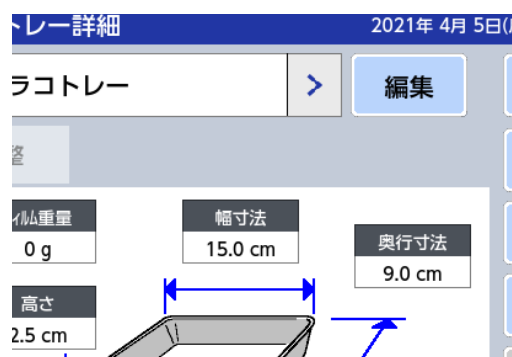 トレー詳細 2021年 4月 5日(
ラコトレー > 編集
整
ィルム重量 幅寸法
0 g 15.0 cm
奥行寸法
9.0 cm
高さ
2.5 cm